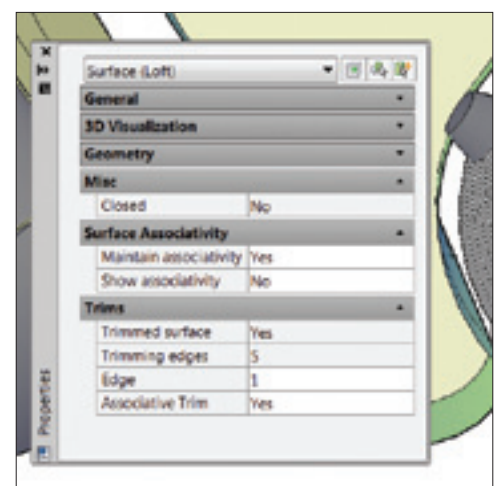 Surface (Loft)
General
3D Visualization
Geometry
Misc
Closed No
Surface Associativity
Maintain associativity Yes
Show associativity No
Trims
Trimmed surface Yes
Trimming edges 5
Edge 1
Associative Trim Yes
Properties